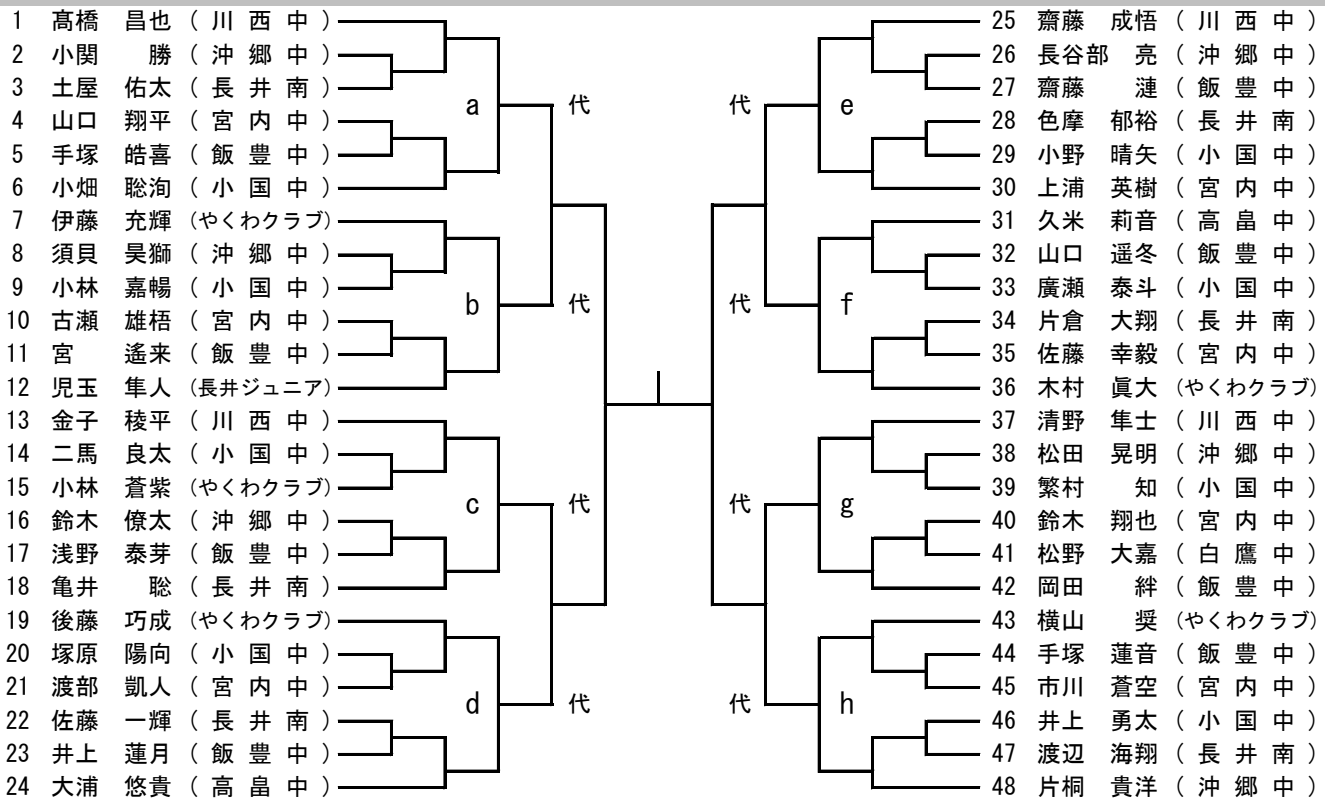 1 髙橋 昌也 ( 川 西 中 )
2 小関 勝 ( 沖 郷 中 )
3 土屋 佑太 ( 長 井 南 )
a 代
4 山口 翔平 ( 宮 内 中 )
5 手塚 皓喜 ( 飯 豊 中 )
6 小畑 聡洵 ( 小 国 中 )
7 伊藤 充輝 (やくわクラブ)
8 須貝 昊獅 ( 沖 郷 中 )
9 小林 嘉暢 ( 小 国 中 )
b 代
10 古瀬 雄梧 ( 宮 内 中 )
11 宮 遙来 ( 飯 豊 中 )
12 児玉 隼人 (長井ジュニア)
13 金子 稜平 ( 川 西 中 )
14 二馬 良太 ( 小 国 中 )
15 小林 蒼紫 (やくわクラブ)
c 代
16 鈴木 僚太 ( 沖 郷 中 )
17 浅野 泰芽 ( 飯 豊 中 )
18 亀井 聡 ( 長 井 南 )
19 後藤 巧成 (やくわクラブ)
20 塚原 陽向 ( 小 国 中 )
21 渡部 凱人 ( 宮 内 中 )
d 代
22 佐藤 一輝 ( 長 井 南 )
23 井上 蓮月 ( 飯 豊 中 )
24 大浦 悠貴 ( 高 畠 中 )
25 齋藤 成悟 ( 川 西 中 )
26 長谷部 亮 ( 沖 郷 中 )
27 齋藤 漣 ( 飯 豊 中 )
代 e
28 色摩 郁裕 ( 長 井 南 )
29 小野 晴矢 ( 小 国 中 )
30 上浦 英樹 ( 宮 内 中 )
31 久米 莉音 ( 高 畠 中 )
32 山口 遥冬 ( 飯 豊 中 )
33 廣瀬 泰斗 ( 小 国 中 )
代 f
34 片倉 大翔 ( 長 井 南 )
35 佐藤 幸毅 ( 宮 内 中 )
36 木村 眞大 (やくわクラブ)
37 清野 隼士 ( 川 西 中 )
38 松田 晃明 ( 沖 郷 中 )
39 繁村 知 ( 小 国 中 )
代 g
40 鈴木 翔也 ( 宮 内 中 )
41 松野 大嘉 ( 白 鷹 中 )
42 岡田 絆 ( 飯 豊 中 )
43 横山 奨 (やくわクラブ)
44 手塚 蓮音 ( 飯 豊 中 )
45 市川 蒼空 ( 宮 内 中 )
代 h
46 井上 勇太 ( 小 国 中 )
47 渡辺 海翔 ( 長 井 南 )
48 片桐 貴洋 ( 沖 郷 中 )